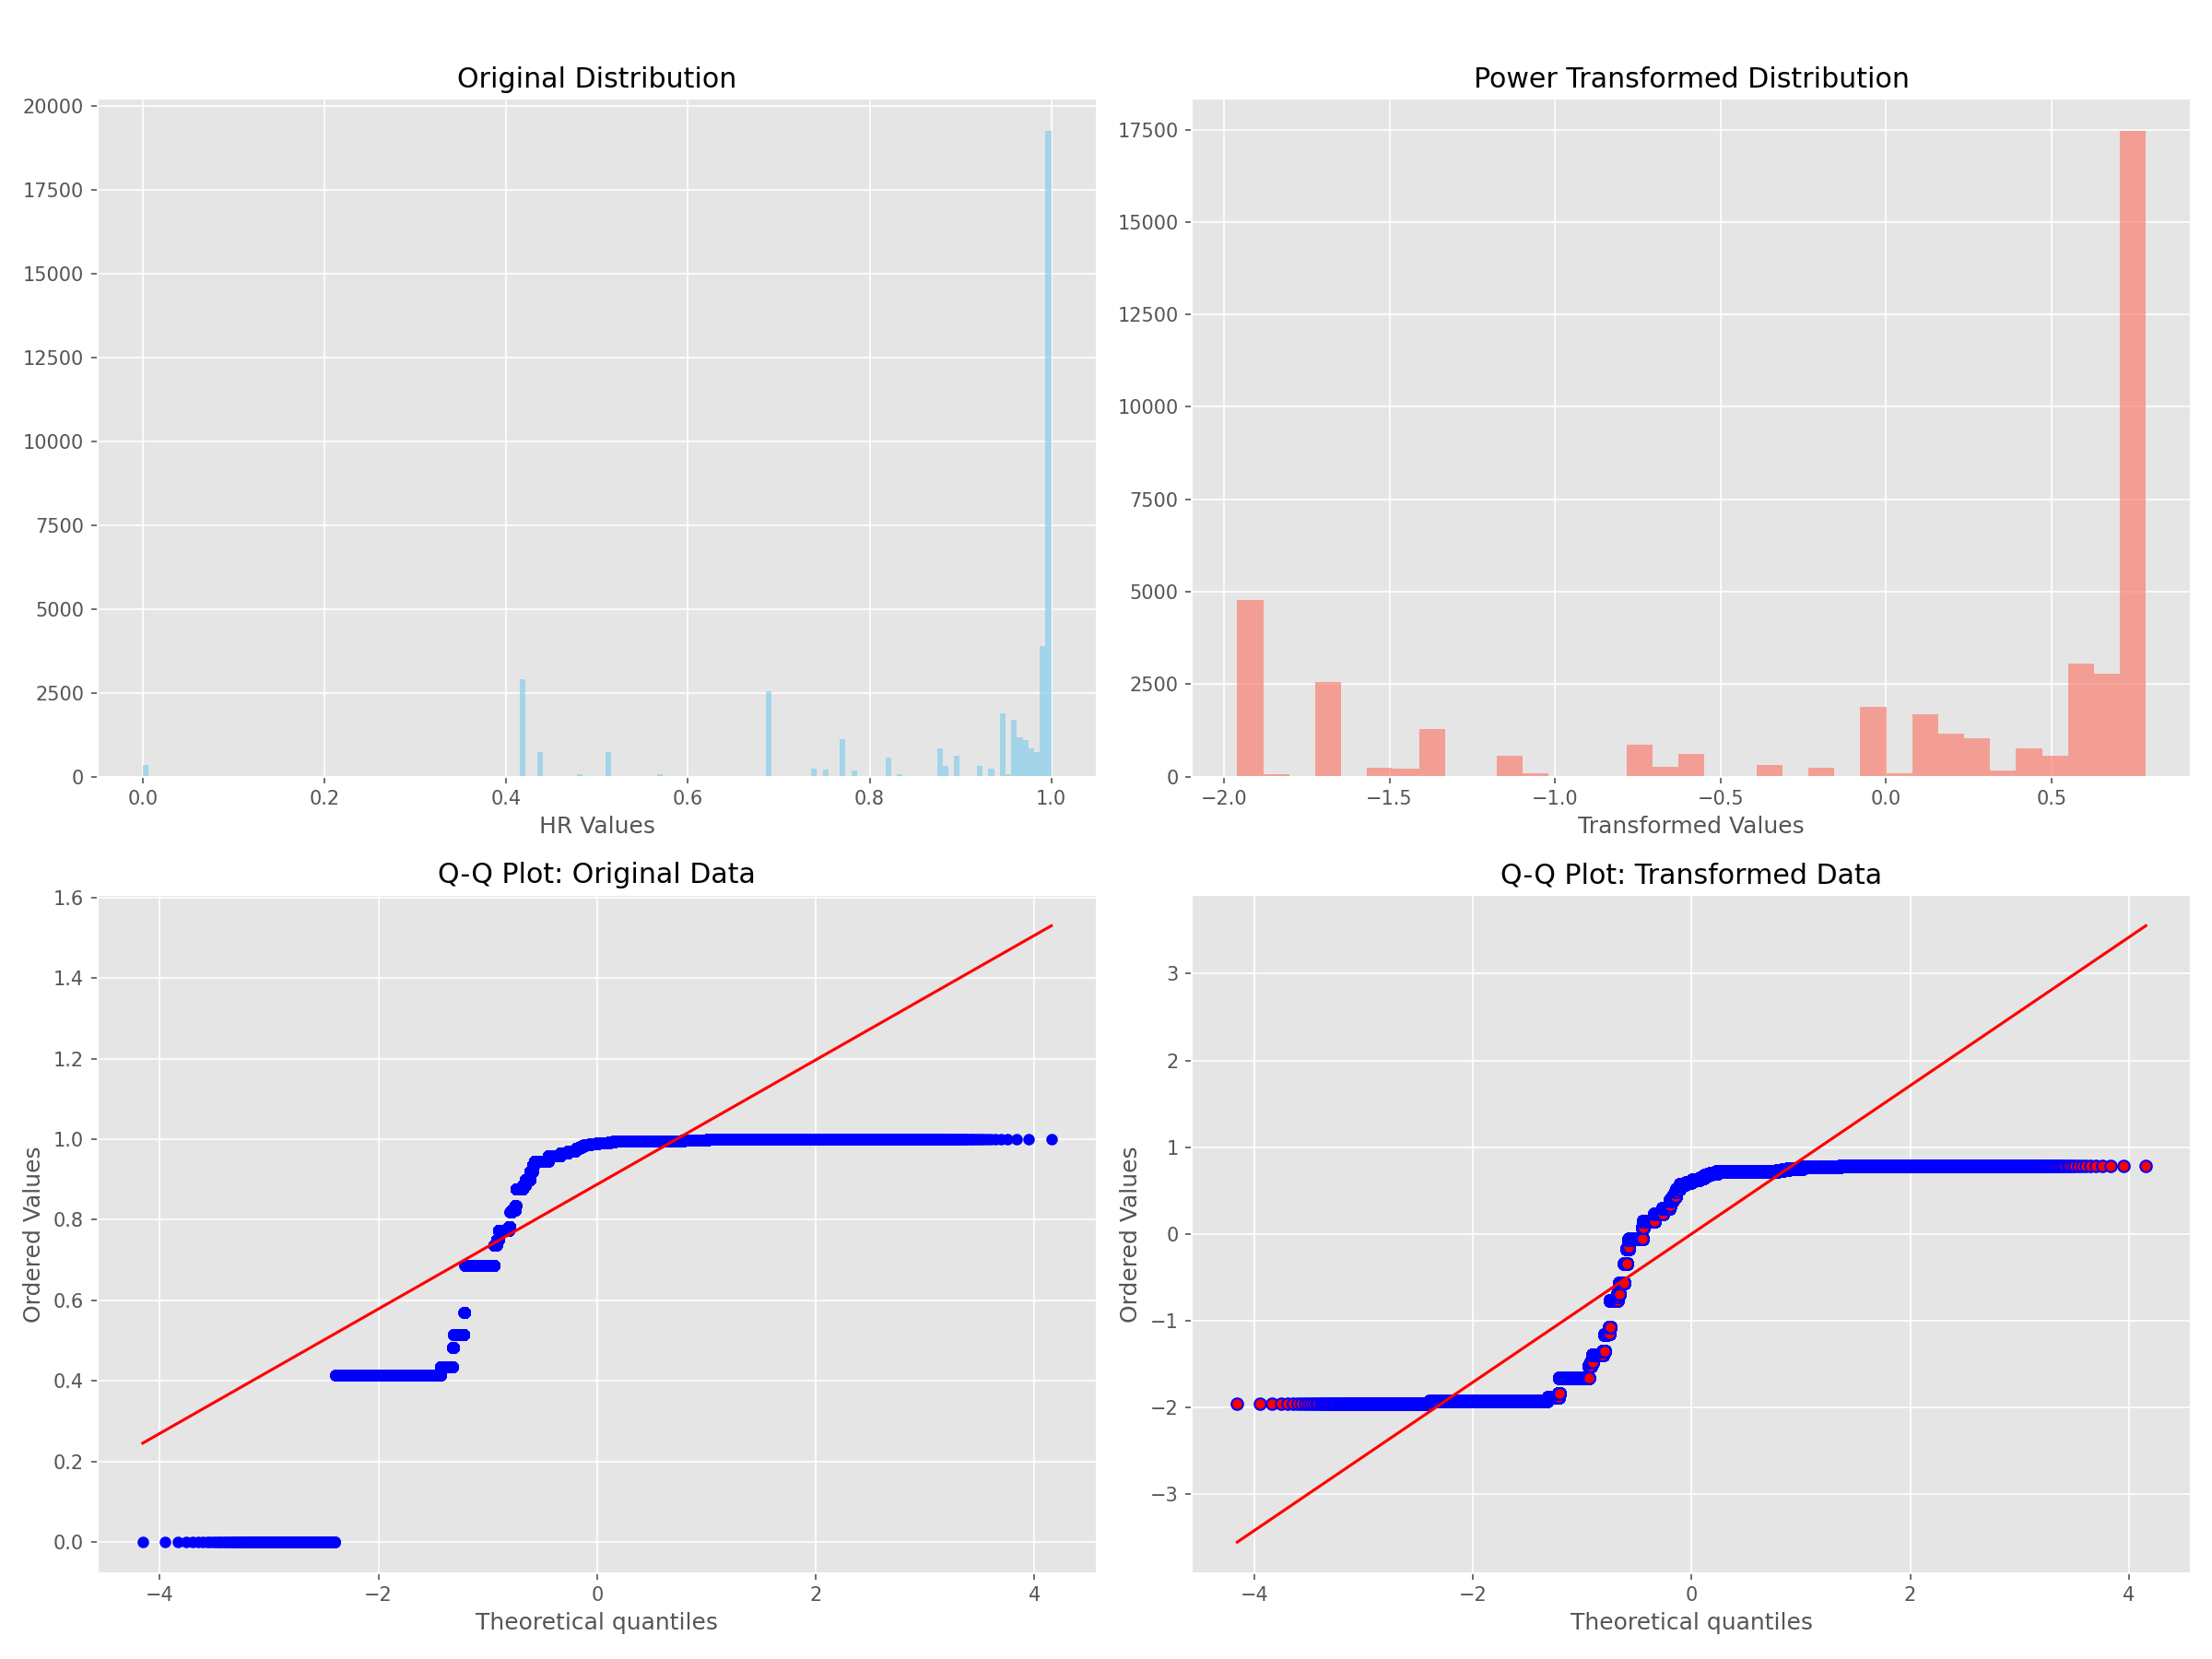 Original Distribution
20000
17500
15000
12500
10000
7500
5000
2500
0
0.0 0.2 0.4 0.6 0.8 1.0
HR Values
Power Transformed Distribution
17500
15000
12500
10000
7500
5000
2500
0
−2.0 −1.5 −1.0 −0.5 0.0 0.5
Transformed Values
Q-Q Plot: Original Data
Ordered Values
1.6
1.4
1.2
1.0
0.8
0.6
0.4
0.2
0.0
−4 −2 0 2 4
Theoretical quantiles
Q-Q Plot: Transformed Data
Ordered Values
3
2
1
0
−1
−2
−3
−4 −2 0 2 4
Theoretical quantiles